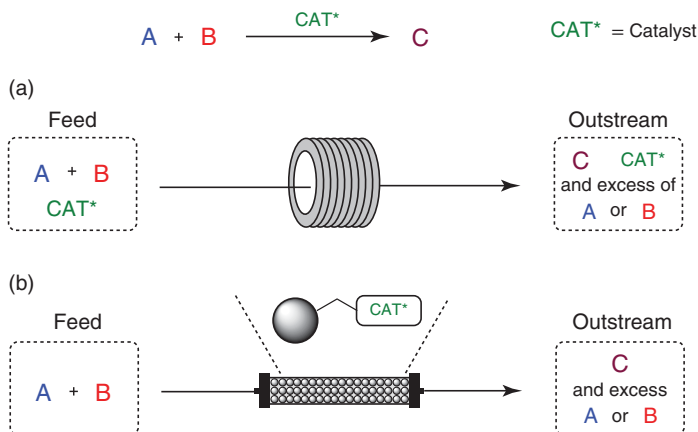 A + B CAT* C CAT* = Catalyst
(a)
Feed Outstream
A + B
CAT*
C CAT*
and excess of
A or B
(b)
CAT*
Feed Outstream
A + B
C
and excess
A or B